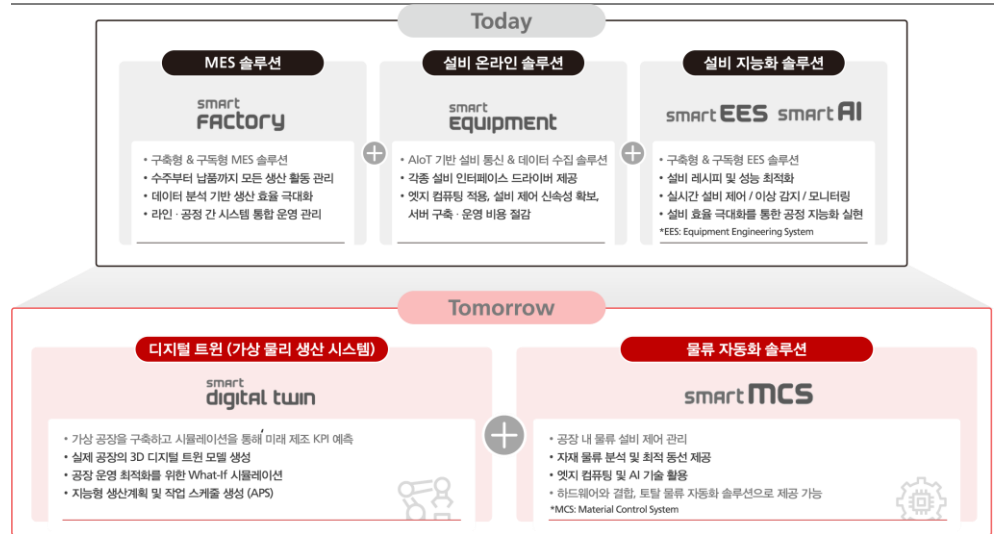 Today
MES 솔루션
smart
Factory
• 구축형 & 구독형 MES 솔루션
• 수주부터 납품까지 모든 생산 활동 관리
• 데이터 분석 기반 생산 효율 극대화
• 라인 · 공정 간 시스템 통합 운영 관리
설비 온라인 솔루션
smart
Equipment
• AIoT 기반 설비 통신 & 데이터 수집 솔루션
• 각종 설비 인터페이스 드라이버 제공
• 엣지 컴퓨팅 적용, 설비 제어 신속성 확보,
서버 구축 · 운영 비용 절감
설비 지능화 솔루션
smart EES smart AI
• 구축형 & 구독형 EES 솔루션
• 설비 레시피 및 성능 최적화
• 실시간 설비 제어 / 이상 감지 / 모니터링
• 설비 효율 극대화를 통한 공정 지능화 실현
*EES: Equipment Engineering System
Tomorrow
디지털 트윈 (가상 물리 생산 시스템)
smart
digital twin
• 가상 공장을 구축하고 시뮬레이션을 통해 미래 제조 KPI 예측
• 실제 공장의 3D 디지털 트윈 모델 생성
• 공장 운영 최적화를 위한 What-If 시뮬레이션
• 지능형 생산계획 및 작업 스케줄 생성 (APS)
물류 자동화 솔루션
smart MCS
• 공장 내 물류 설비 제어 관리
• 자재 물류 분석 및 최적 동선 제공
• 엣지 컴퓨팅 및 AI 기술 활용
• 하드웨어와 결합, 토탈 물류 자동화 솔루션으로 제공 가능
*MCS: Material Control System